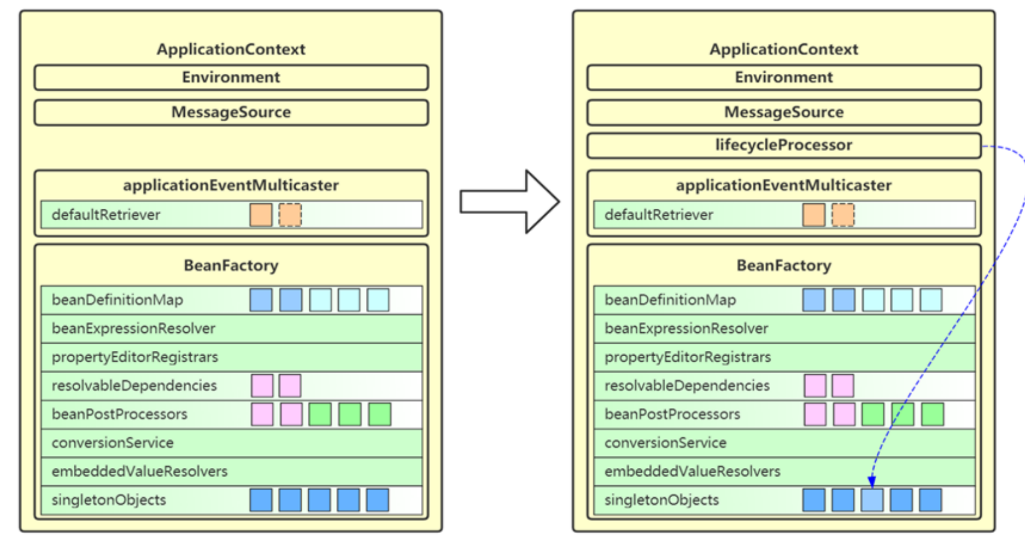 ApplicationContext
Environment
MessageSource
applicationEventMulticaster
defaultRetriever
BeanFactory
beanDefinitionMap
beanExpressionResolver
propertyEditorRegistrars
resolvableDependencies
beanPostProcessors
conversionService
embeddedValueResolvers
singletonObjects
ApplicationContext
Environment
MessageSource
lifecycleProcessor
applicationEventMulticaster
defaultRetriever
BeanFactory
beanDefinitionMap
beanExpressionResolver
propertyEditorRegistrars
resolvableDependencies
beanPostProcessors
conversionService
embeddedValueResolvers
singletonObjects